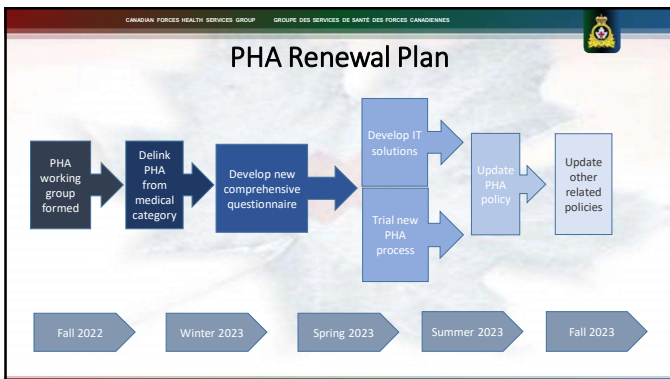 CANADIAN FORCES HEALTH SERVICES GROUP GROUPE DES SERVICES DE SANTÉ DES FORCES CANADIENNES
PHA Renewal Plan
PHA
working
group
formed
Delink
PHA
from
medical
category
Develop new
comprehensive
questionnaire
Develop IT
solutions
Trial new
PHA
process
Update
PHA
policy
Update
other
related
policies
Fall 2022
Winter 2023
Spring 2023
Summer 2023
Fall 2023